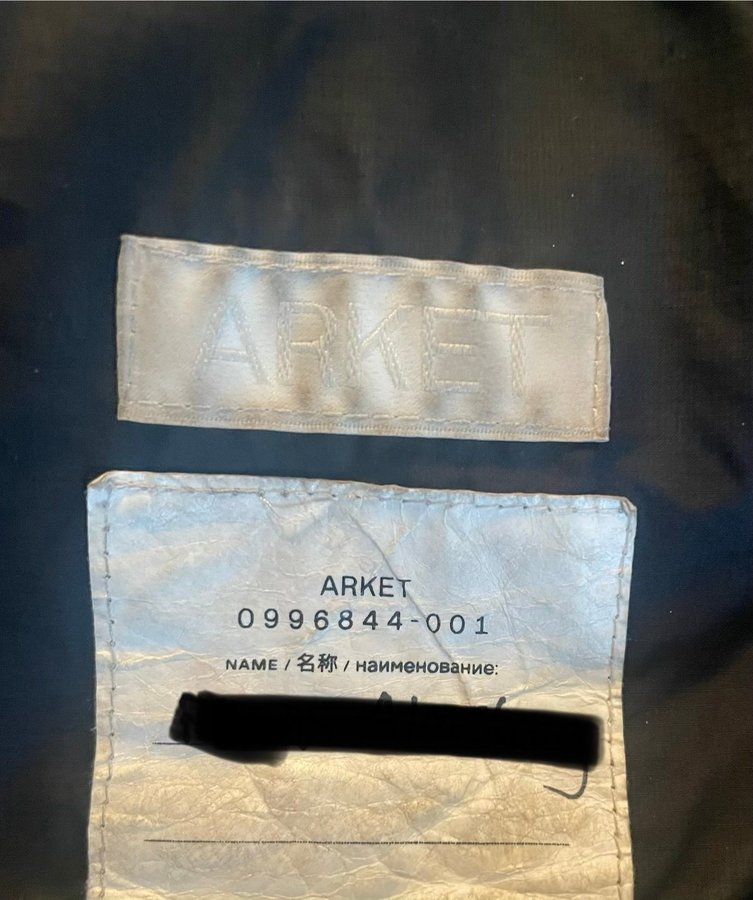 ARKET
ARKET
0996844-001
NAME / 名称 / наименование: